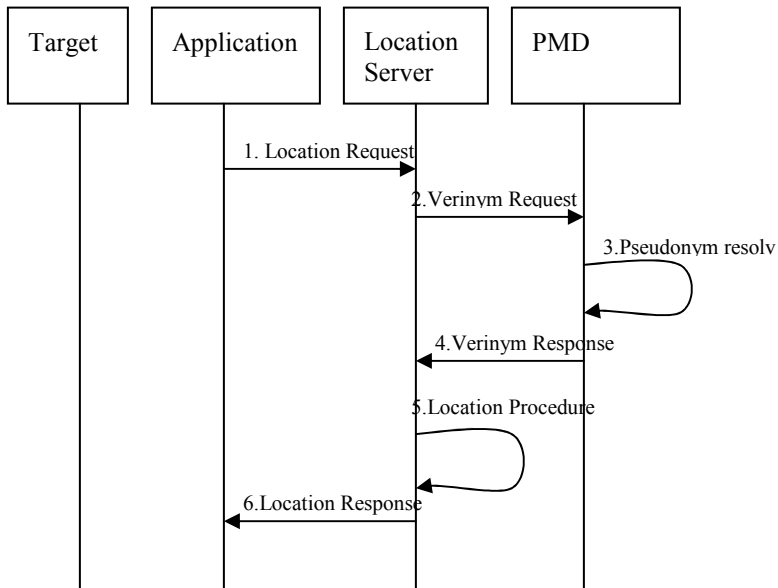 Target
Application
Location
Server
PMD
1. Location Request
2.Verinym Request
3.Pseudonym resolv
4.Verinym Response
5.Location Procedure
6.Location Response